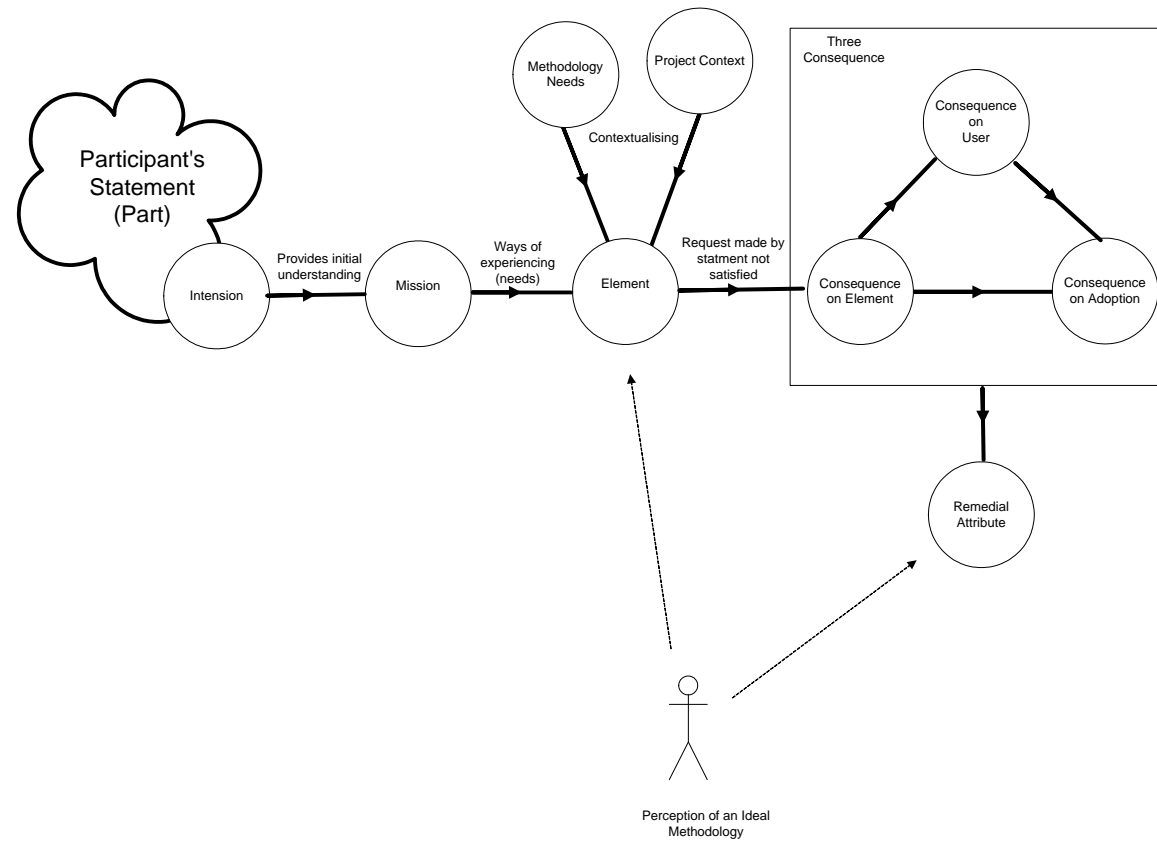 Participant's
Statement
(Part)
Intension
Provides initial
understanding
Mission
Ways of
experiencing
(needs)
Methodology
Needs
Project Context
Contextualising
Element
Request made by
statment not
satisfied
Three
Consequence
Consequence
on
User
Consequence
on Element
Consequence
on Adoption
Remedial
Attribute
Perception of an Ideal
Methodology